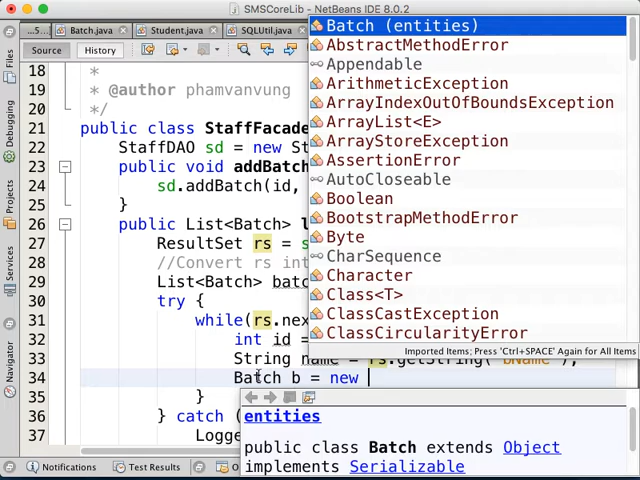 SMSCoreLib - NetBeans IDE 8.0.2
Batch.java
Student.java
SQLUtil.java
Source
History
Files
Debugging
Projects
Services
Navigator
18 *
19 * @author phamvanvung
20 */
21 public class StaffFacade
22 StaffDAO sd = new St
23 public void addBatch
24 sd.addBatch(id,
25 }
26 public List<Batch> l
27 ResultSet rs = s
28 //Convert rs int
29 List<Batch> batc
30 try {
31 while(rs.nex
32 int id =
33 String name = rs.getString("bName");
34 Batch b = new
35 }
36 } catch (
37 Logge
Batch (entities)
AbstractMethodError
Appendable
ArithmeticException
ArrayIndexOutOfBoundsException
ArrayList<E>
ArrayStoreException
AssertionError
AutoCloseable
Boolean
BootstrapMethodError
Byte
CharSequence
Character
Class<T>
ClassCastException
ClassCircularityError
Imported Items; Press 'Ctrl+SPACE' Again for All Items
entities
public class Batch extends Object
implements Serializable
Notifications
Test Results
O